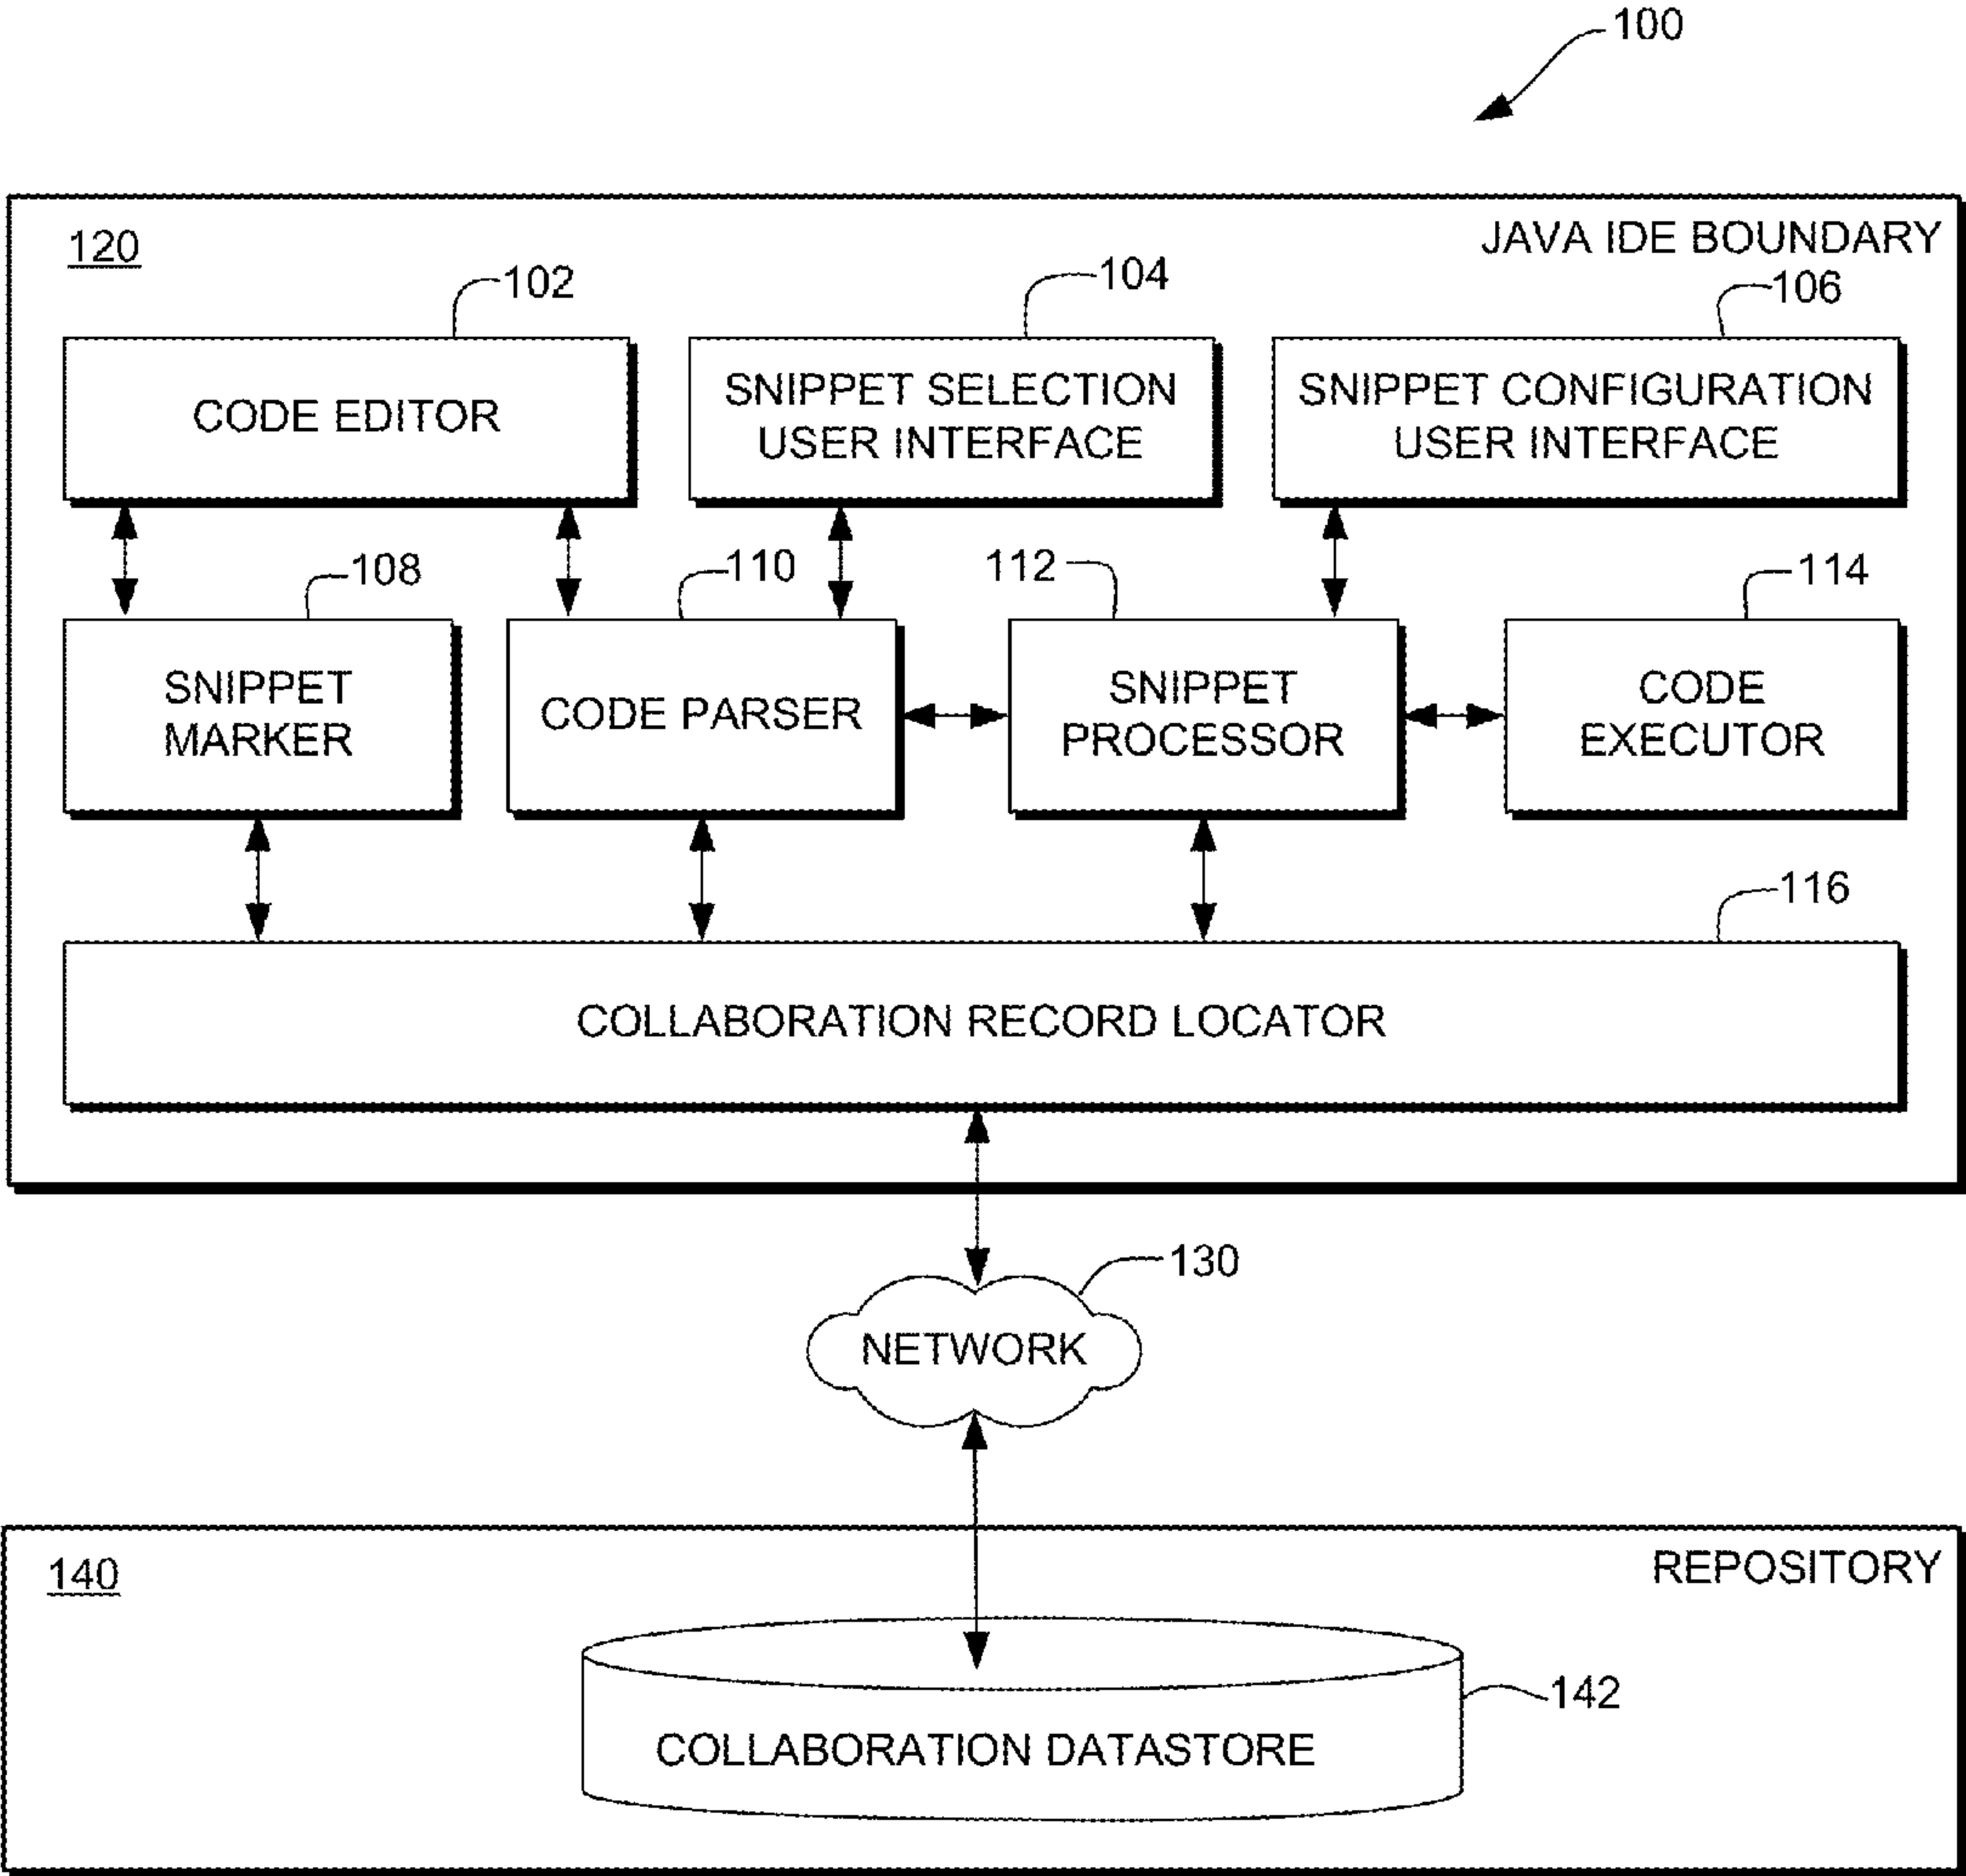 100
120
JAVA IDE BOUNDARY
102
104
106
CODE EDITOR
SNIPPET SELECTION
USER INTERFACE
SNIPPET CONFIGURATION
USER INTERFACE
108
110
112
114
SNIPPET
MARKER
CODE PARSER
SNIPPET
PROCESSOR
CODE
EXECUTOR
116
COLLABORATION RECORD LOCATOR
130
NETWORK
140
REPOSITORY
142
COLLABORATION DATASTORE